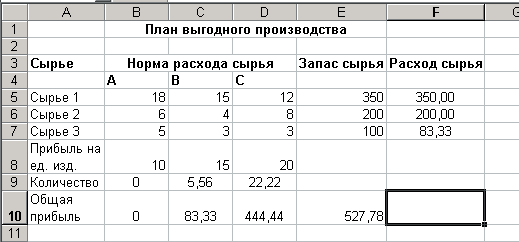 A B C D E F G
1 План выгодного производства
2
3 Сырье Норма расхода сырья Запас сырья Расход сырья
4 A B C
5 Сырье 1 18 15 12 350 350,00
6 Сырье 2 6 4 8 200 200,00
7 Сырье 3 5 3 3 100 83,33
Прибыль на
8 ед. изд. 10 15 20
9 Количество 0 5,56 22,22
Общая
10 прибыль 0 83,33 444,44 527,78
11